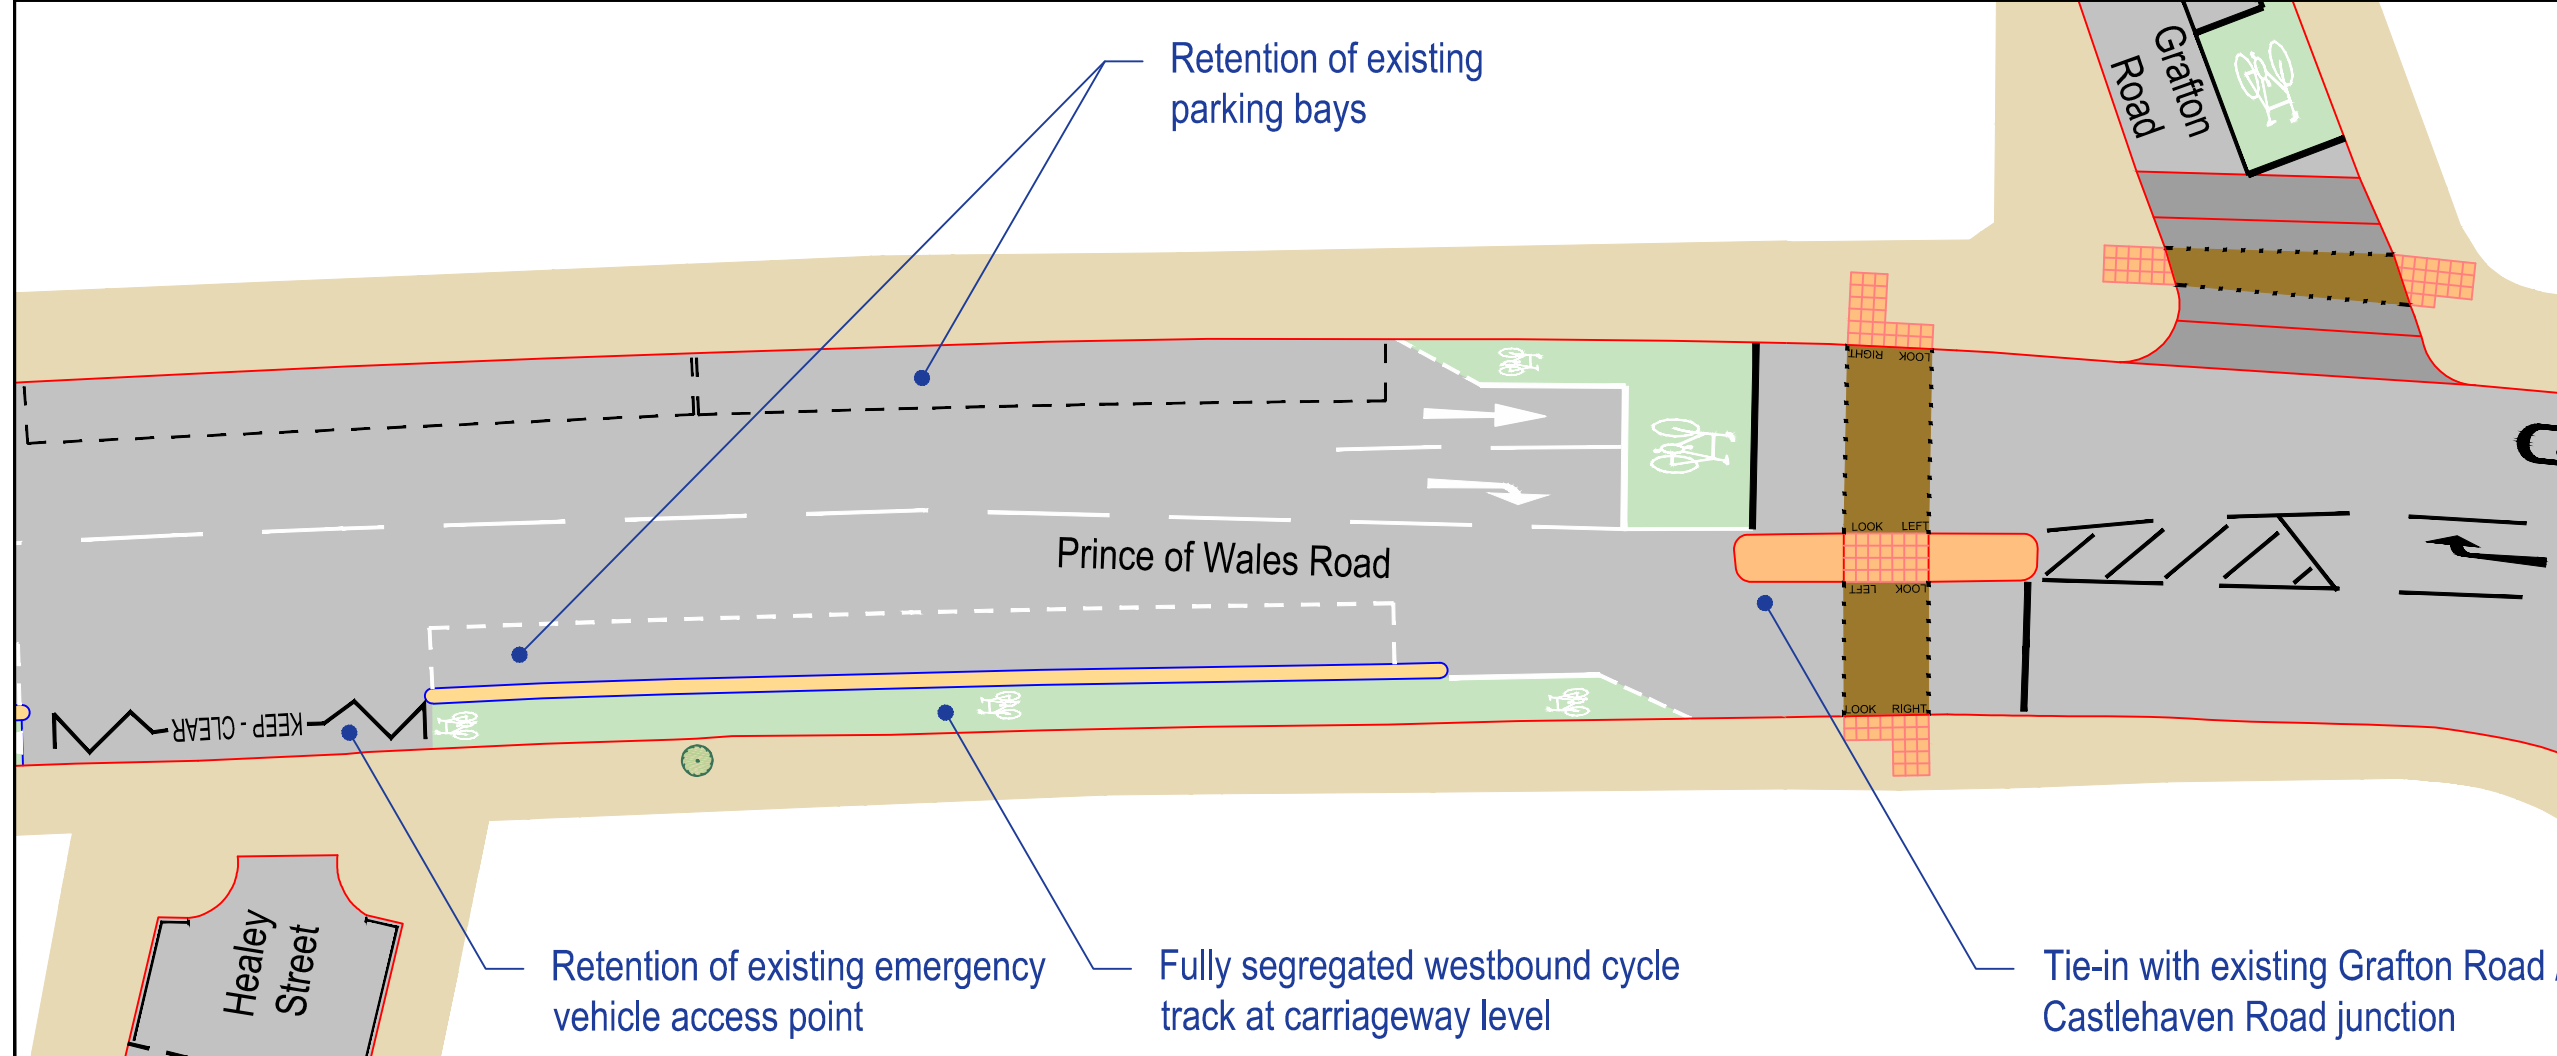 Retention of existing
parking bays
Grafton
Road
RIGHT LOOK
LOOK LEFT
Prince of Wales Road
LEFT LOOK
KEEP - CLEAR
LOOK RIGHT
Healey
Street
Retention of existing emergency
vehicle access point
Fully segregated westbound cycle
track at carriageway level
Tie-in with existing Grafton Road /
Castlehaven Road junction